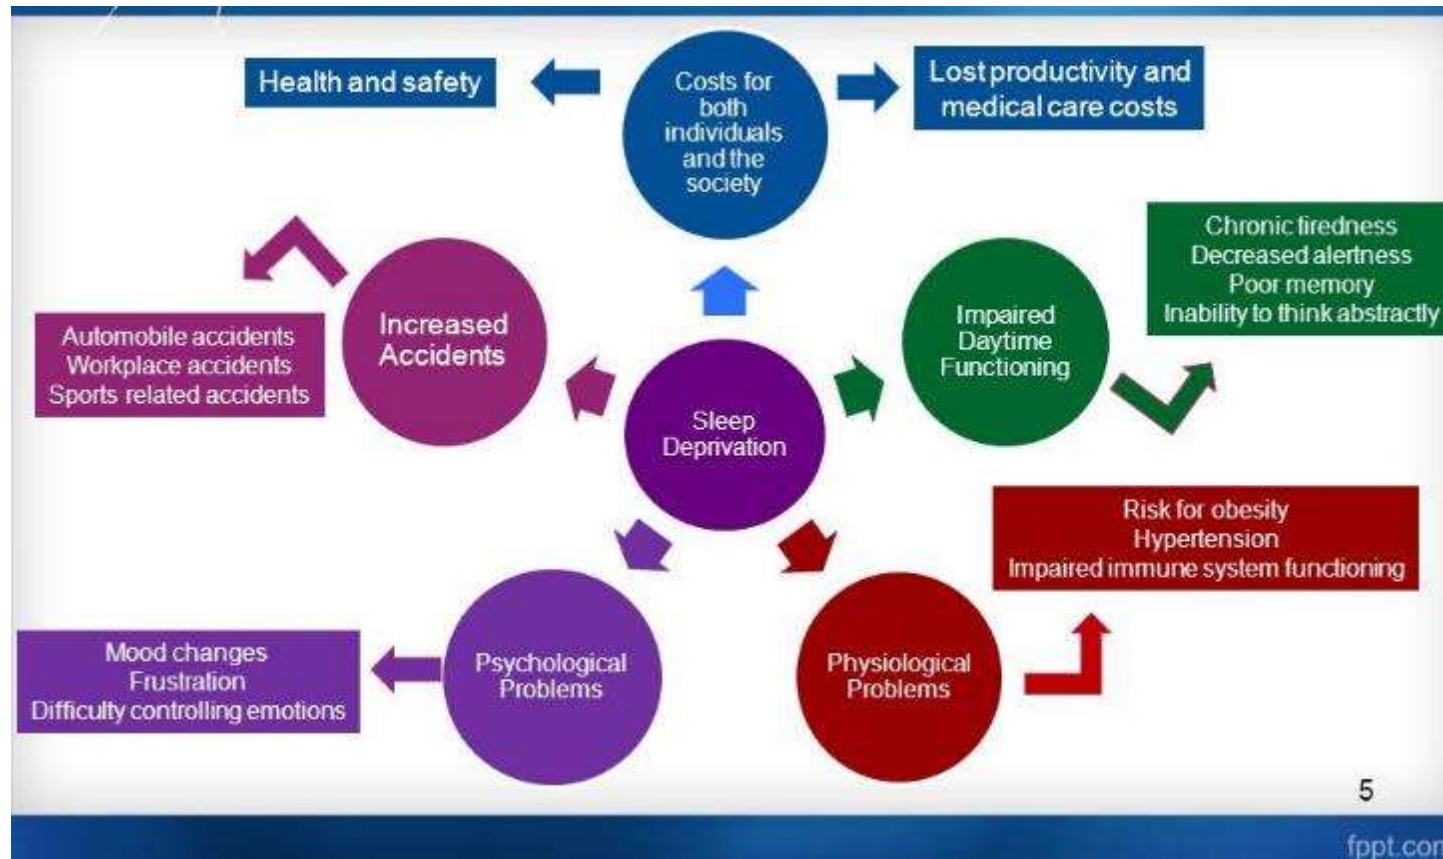 Health and safety
Costs for
both
individuals
and the
society
Lost productivity and
medical care costs
Increased
Accidents
Automobile accidents
Workplace accidents
Sports related accidents
Impaired
Daytime
Functioning
Chronic tiredness
Decreased alertness
Poor memory
Inability to think abstractly
Sleep
Deprivation
Psychological
Problems
Mood changes
Frustration
Difficulty controlling emotions
Physiological
Problems
Risk for obesity
Hypertension
Impaired immune system functioning
5
fppt.com